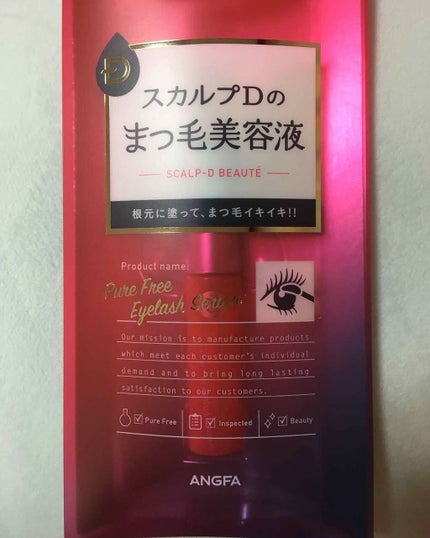 D
スカルプDの
まつ毛美容液
SCALP-D BEAUTÉ
根元に塗って、まつ毛イキイキ!!
Product name:
Pure Free
Eyelash Serum
Our mission is to manufacture products
which meet each customer's individual
demand and to bring long lasting
satisfaction to our customers.
Pure Free
Inspected
Beauty
ANGFA